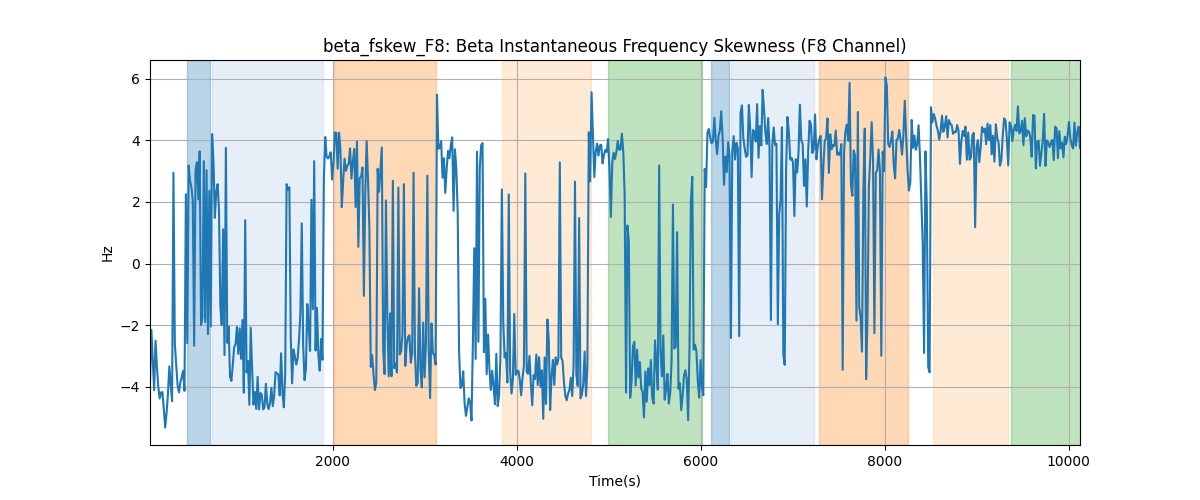 beta_fskew_F8: Beta Instantaneous Frequency Skewness (F8 Channel)
6
4
2
0
−2
−4
Hz
2000 4000 6000 8000 10000
Time(s)